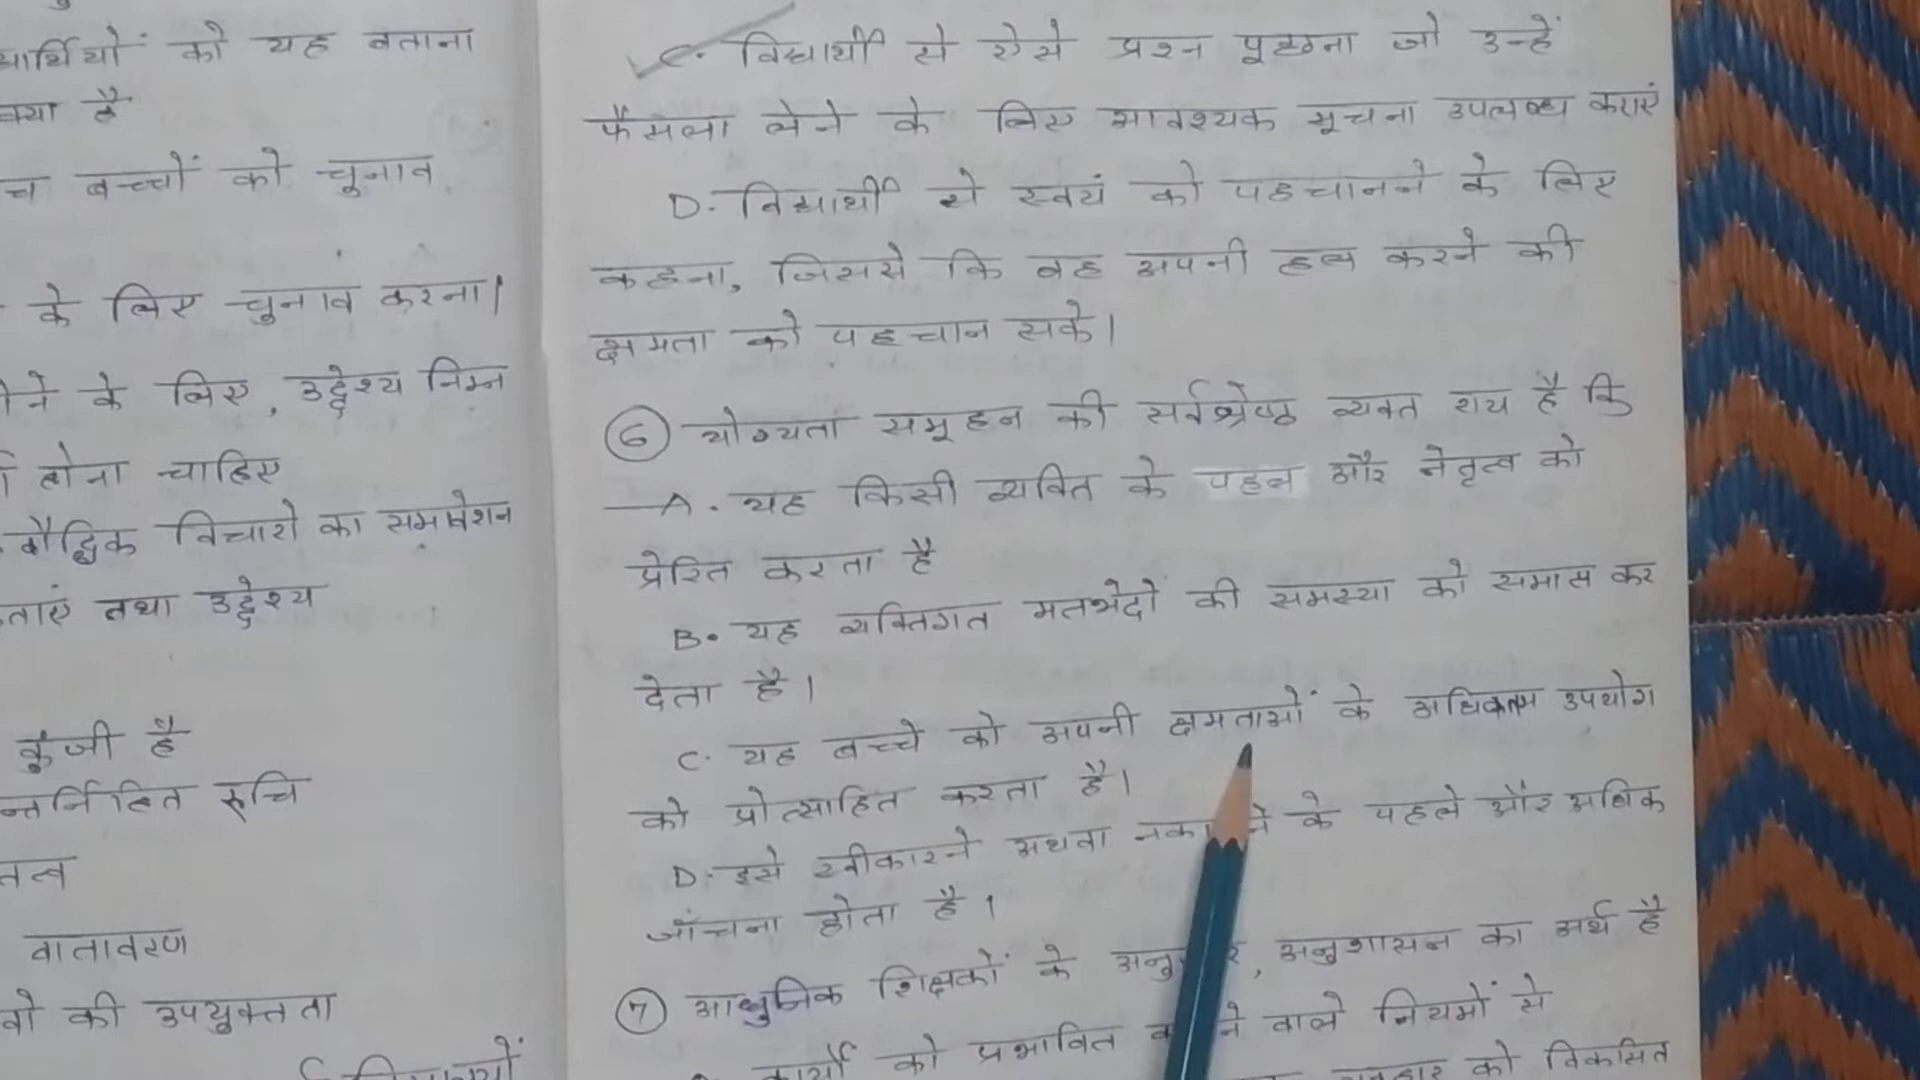 यार्थियों को यह बताना
क्या है
च बच्चों को चुनाव
के लिए चुनाव करना।
के लिए, उद्देश्य निम्न
होना चाहिए
बौद्धिक विचारो का समावेशन
ताएं तथा उद्देश्य
कुंजी है
न्तर्निहित रुचि
तत्व
वातावरण
वो की उपयुक्तता
C. विद्यार्थी से ऐसे प्रश्न पूछना जो उन्हें
फैसला लेने के लिए आवश्यक सूचना उपलब्ध कराएं
D. विद्यार्थी से स्वयं को पहचानने के लिए
कहना, जिससे कि वह अपनी हल करने की
क्षमता को पहचान सके।
6 योग्यता समूहन की सर्वश्रेष्ठ व्यक्त राय है कि
A. यह किसी व्यक्ति के पहल और नेतृत्व को
प्रेरित करता है
B. यह व्यक्तिगत मतभेदों की समस्या को समाप्त कर
देता है।
C. यह बच्चे को अपनी क्षमताओं के अधिकतम उपयोग
को प्रोत्साहित करता है।
D. इसे स्वीकारने अथवा के पहले और अधिक
जाँचना होता है।
7 आधुनिक शिक्षकों के , अनुशासन का अर्थ है
कार्यों को प्रभावित वाले नियमों से
को विकसित